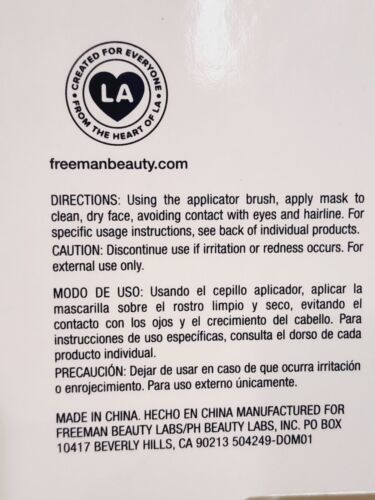 CREATED FOR EVERYONE
LA
FROM THE HEART OF LA
freemanbeauty.com
DIRECTIONS: Using the applicator brush, apply mask to
clean, dry face, avoiding contact with eyes and hairline. For
specific usage instructions, see back of individual products.
CAUTION: Discontinue use if irritation or redness occurs. For
external use only.
MODO DE USO: Usando el cepillo aplicador, aplicar la
mascarilla sobre el rostro limpio y seco, evitando el
contacto con los ojos y el crecimiento del cabello. Para
instrucciones de uso específicas, consulta el dorso de cada
producto individual.
PRECAUCIÓN: Dejar de usar en caso de que ocurra irritación
o enrojecimiento. Para uso externo únicamente.
MADE IN CHINA. HECHO EN CHINA MANUFACTURED FOR
FREEMAN BEAUTY LABS/PH BEAUTY LABS, INC. PO BOX
10417 BEVERLY HILLS, CA 90213 504249-DOM01